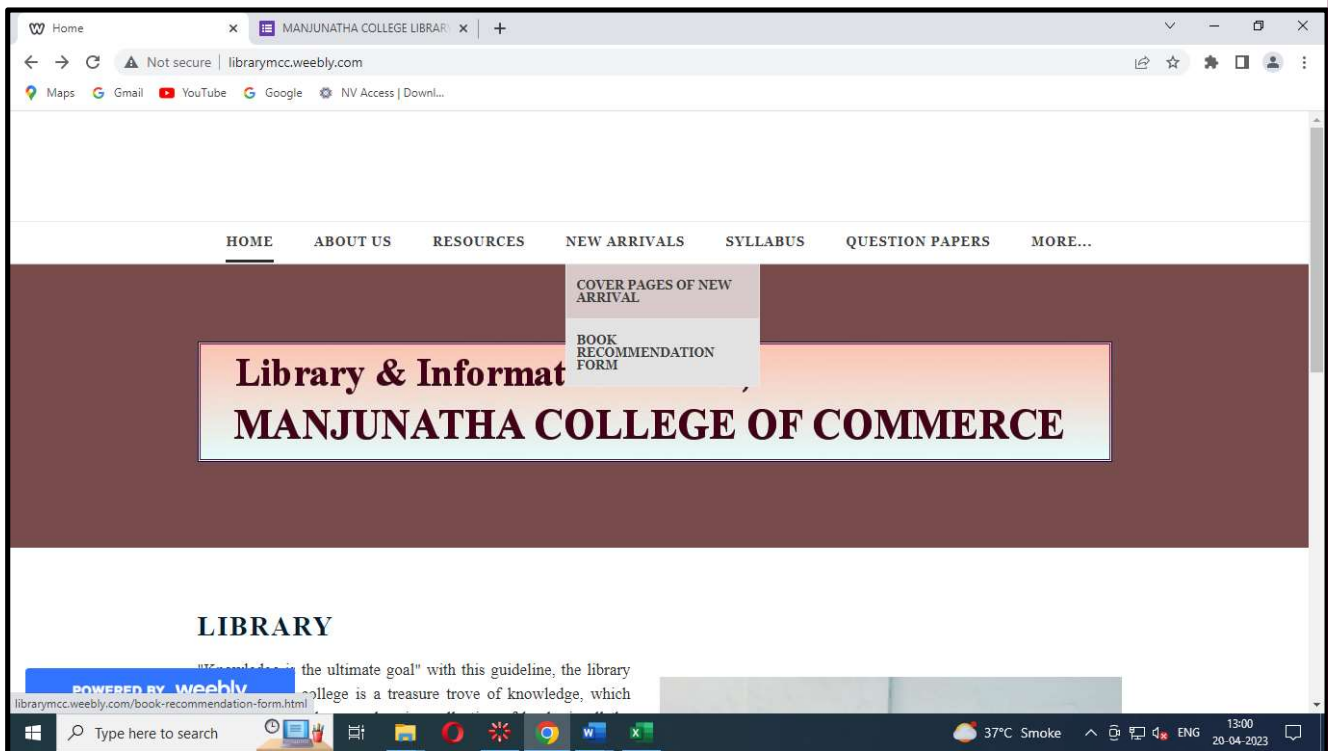 Home
MANJUNATHA COLLEGE LIBRAR
Not secure
librarymcc.weebly.com
Maps
Gmail
YouTube
Google
NV Access | Downl...
HOME ABOUT US RESOURCES NEW ARRIVALS SYLLABUS QUESTION PAPERS MORE...
COVER PAGES OF NEW
ARRIVAL
BOOK
RECOMMENDATION
FORM
Library & Informat
MANJUNATHA COLLEGE OF COMMERCE
LIBRARY
is the ultimate goal" with this guideline, the library
college is a treasure trove of knowledge, which
POWERED BY weebly
librarymcc.weebly.com/book-recommendation-form.html
Type here to search
37°C Smoke
ENG
13:00
20-04-2023